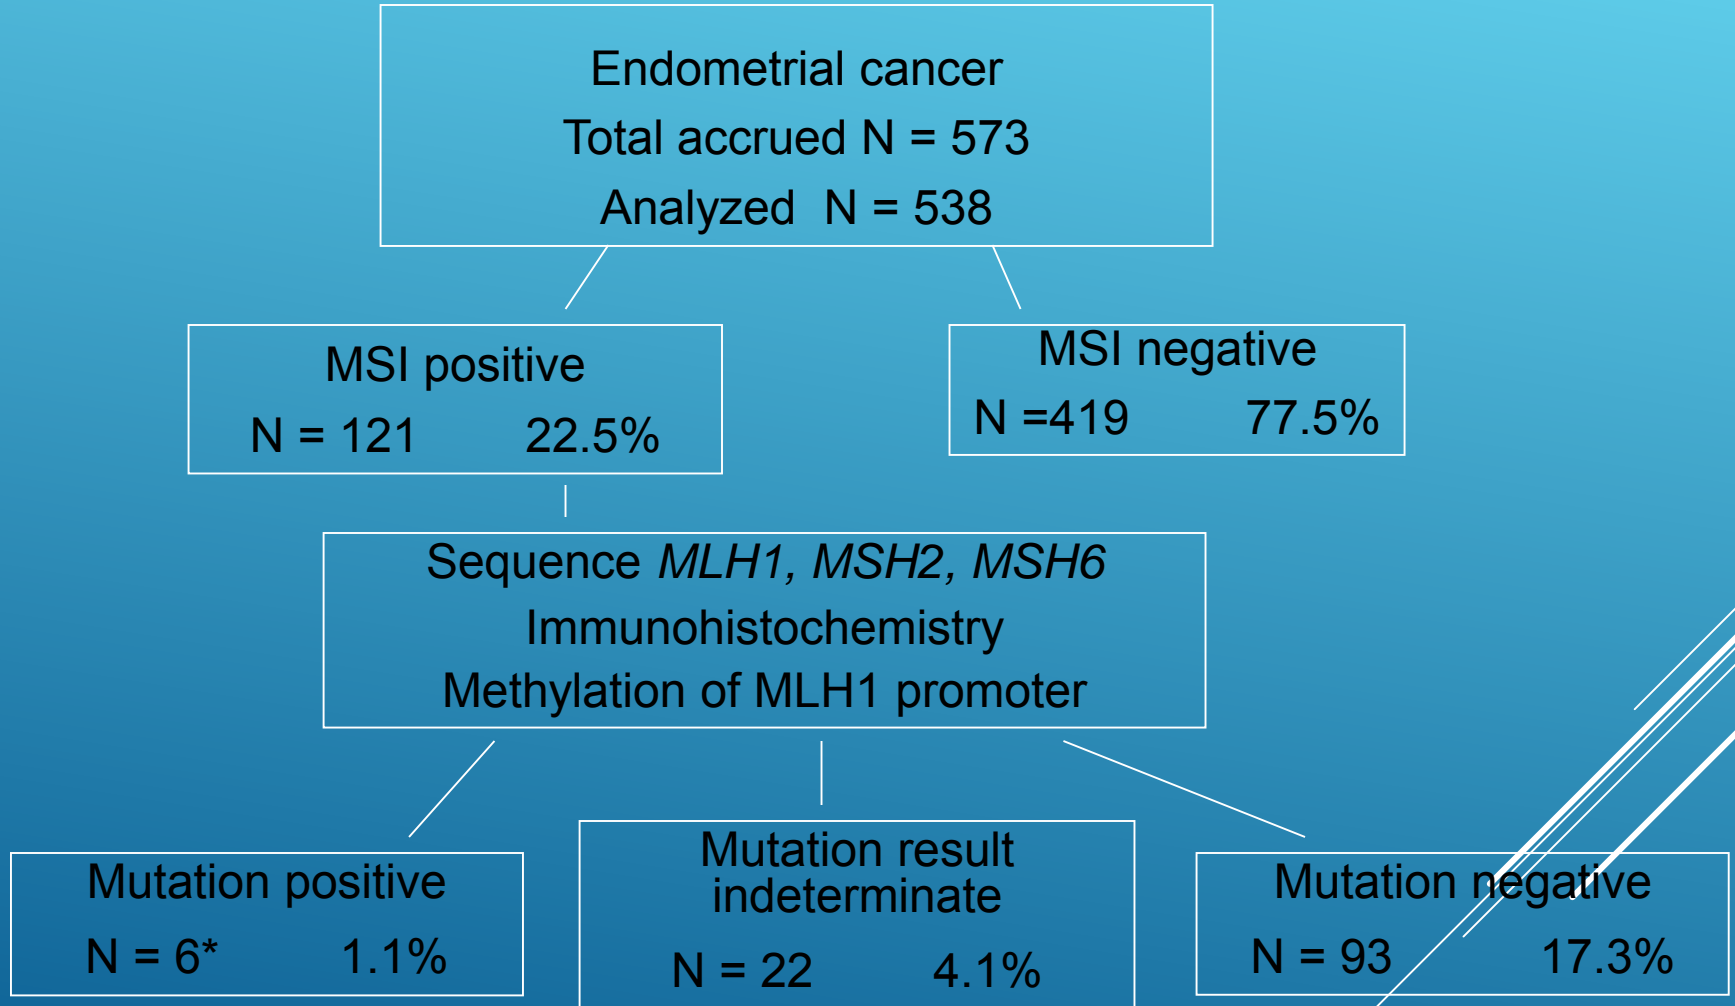 Endometrial cancer
Total accrued N = 573
Analyzed N = 538
MSI positive
N = 121 22.5%
MSI negative
N =419 77.5%
Sequence MLH1, MSH2, MSH6
Immunohistochemistry
Methylation of MLH1 promoter
Mutation positive
N = 6* 1.1%
Mutation result
indeterminate
N = 22 4.1%
Mutation negative
N = 93 17.3%